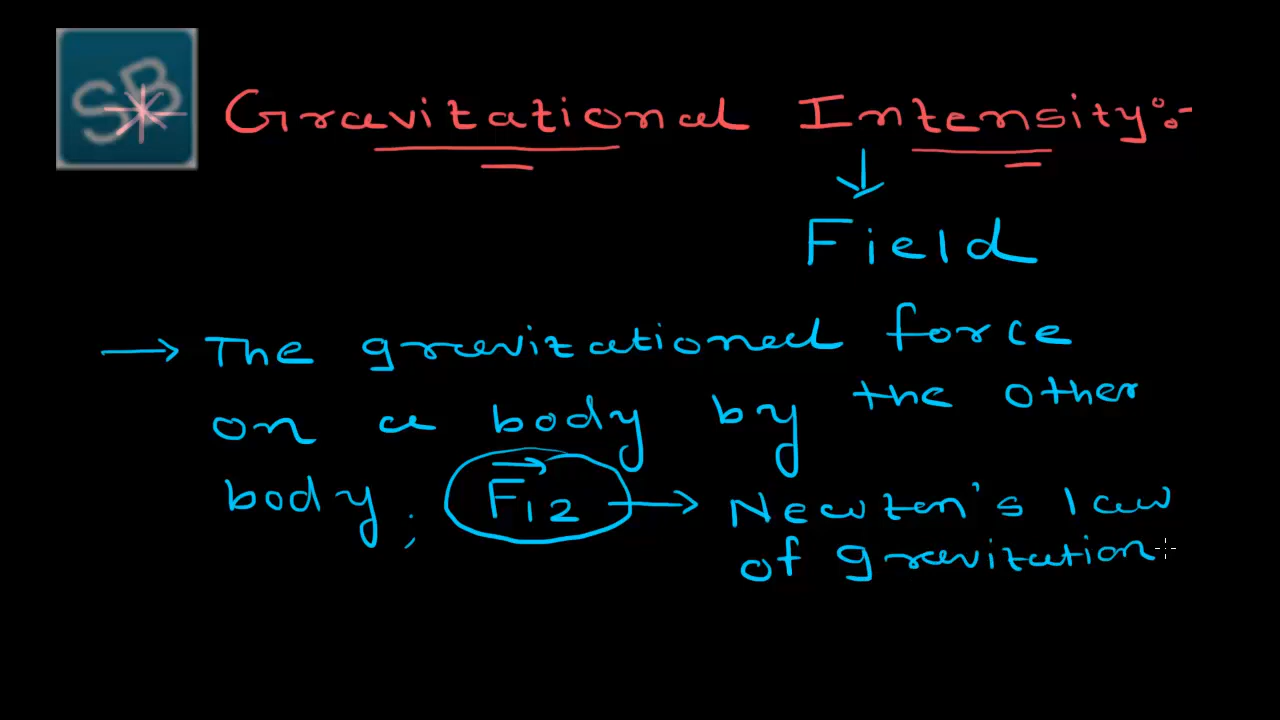 SB
Gravitational Intensity:-
↓
Field
→ The gravitational force
on a body by the other
body; F₁₂ → Newton's law
of gravitation